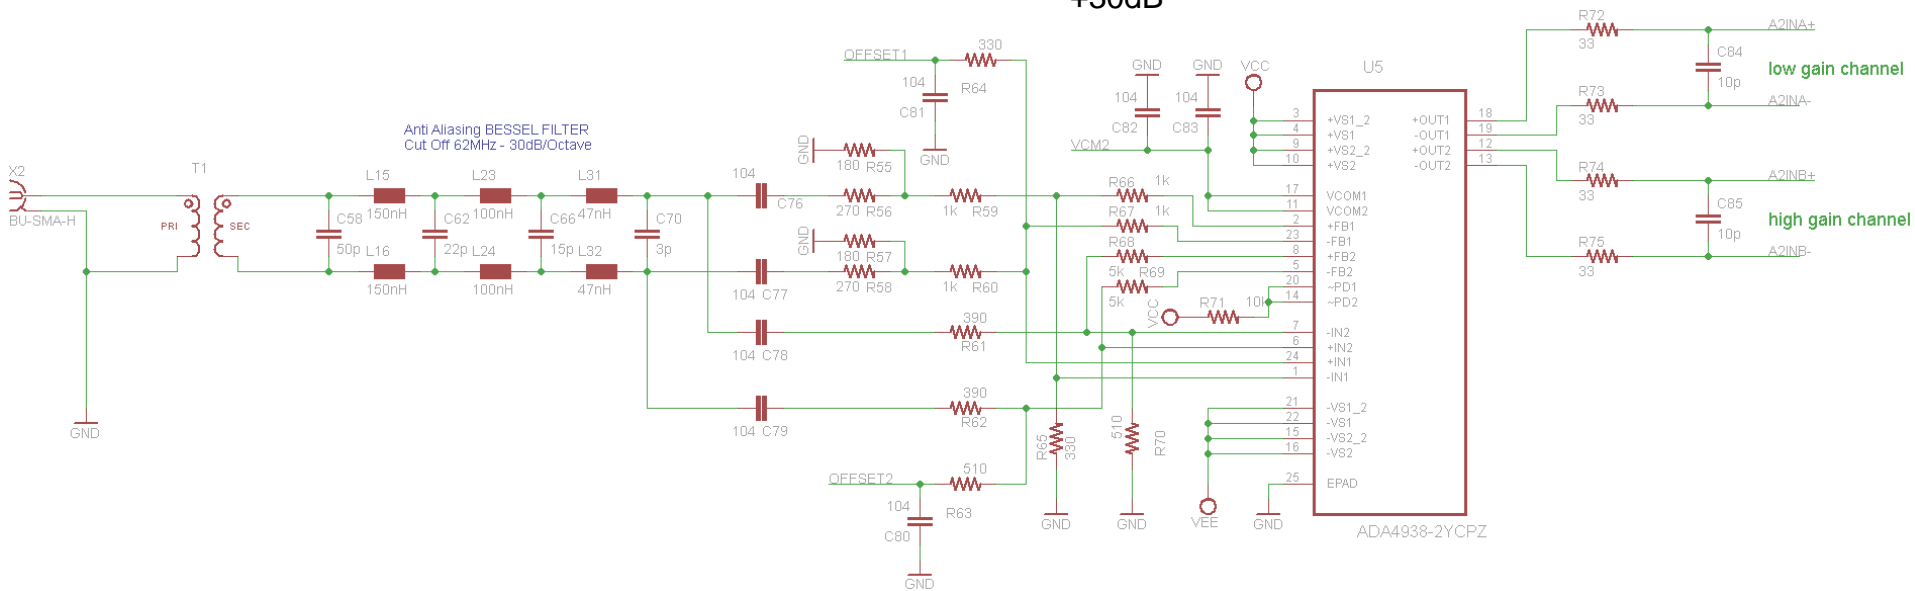 +30dB
OFFSET1
330
R64
104
C81
GND
Anti Aliasing BESSEL FILTER
Cut Off 62MHz - 30dB/Octave
X2
BU-SMA-H
GND
T1
PRI
SEC
C58
50p
L15
150nH
L16
150nH
C62
22p
L23
100nH
L24
100nH
C66
15p
L31
47nH
L32
47nH
C70
3p
104
C76
104 C77
104 C78
104 C79
GND
180 R55
270 R56
GND
180 R57
270 R58
1k R59
1k R60
390
R61
390
R62
OFFSET2
510
R63
104
C80
GND
GND
104
C82
GND
104
C83
VCM2
VCC
R66 1k
R67 1k
R68
5k
R69
5k
VCC
R71 10k
R65
330
GND
510
R70
GND
VEE
GND
U5
3 +VS1_2
4 +VS1
9 +VS2_2
10 +VS2
17 VCOM1
11 VCOM2
2 +FB1
23 -FB1
8 +FB2
5 -FB2
20 ~PD1
14 ~PD2
7 -IN2
6 +IN2
24 +IN1
1 -IN1
21 -VS1_2
22 -VS1
15 -VS2_2
16 -VS2
25 EPAD
+OUT1 18
-OUT1 19
+OUT2 12
-OUT2 13
ADA4938-2YCPZ
R72
33
A2INA+
C84
10p
low gain channel
R73
33
A2INA-
R74
33
A2INB+
C85
10p
high gain channel
R75
33
A2INB-